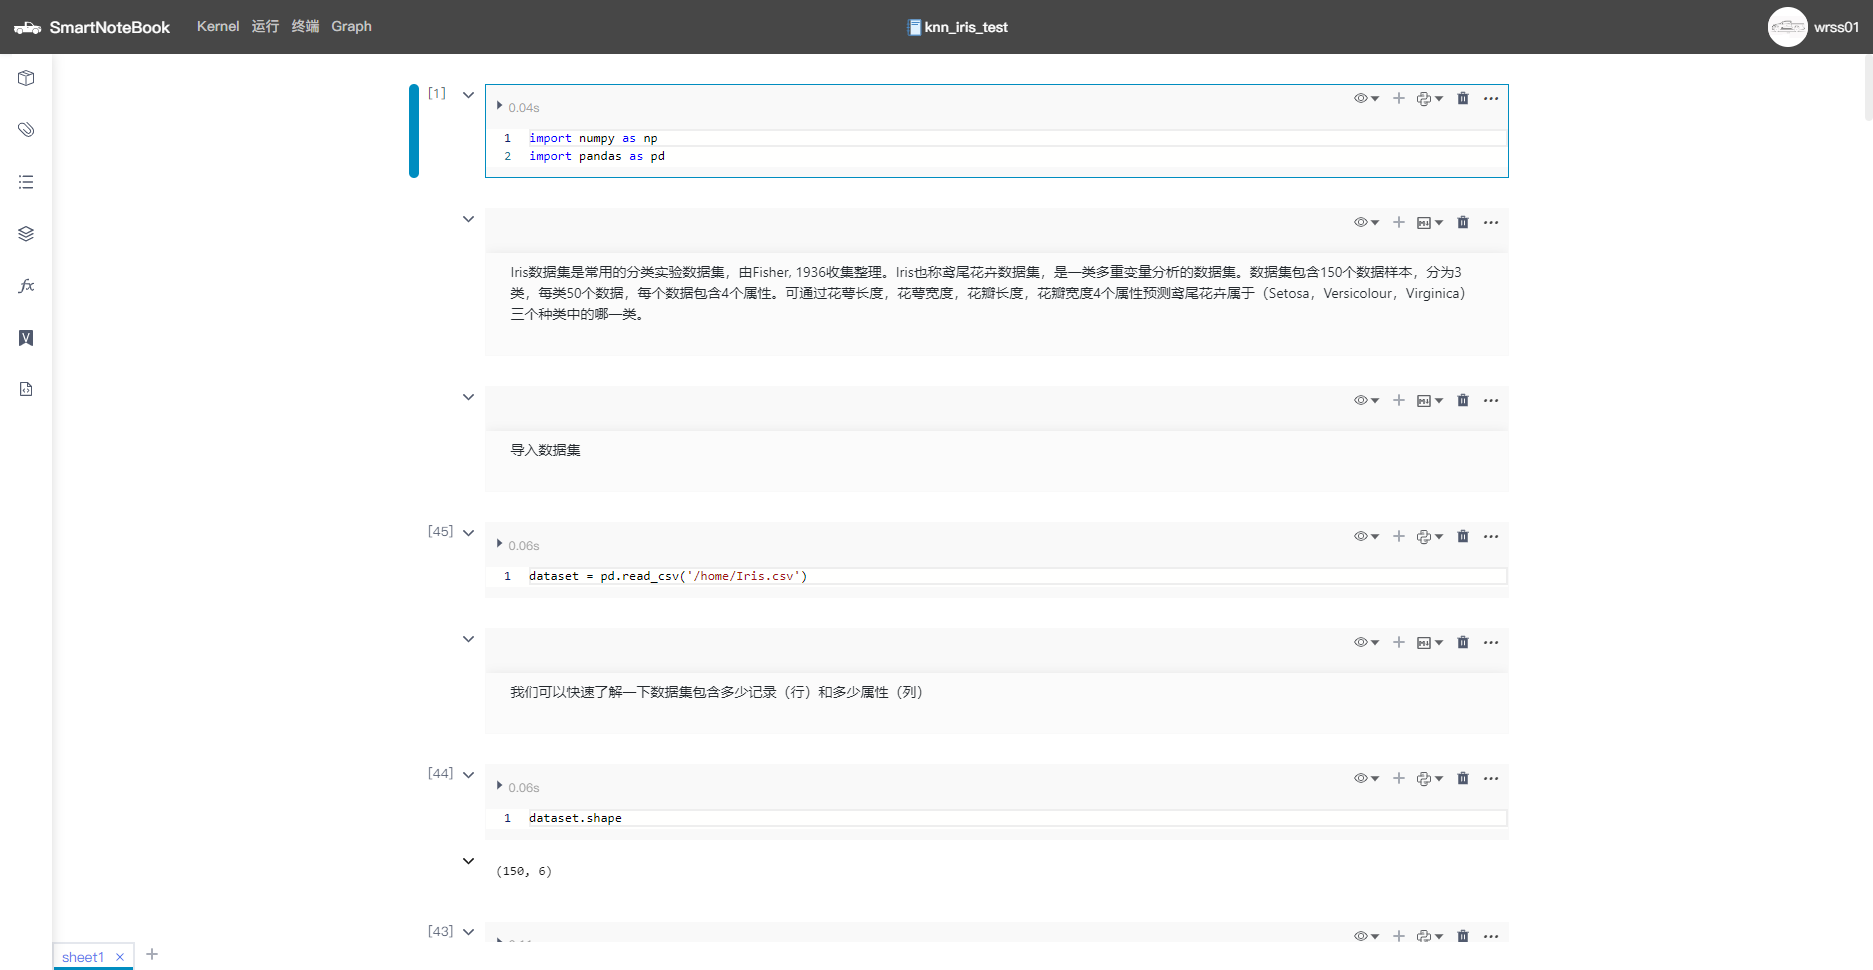 SmartNoteBook Kernel 运行 终端 Graph knn_iris_test wrss01
[1]
0.04s
1 import numpy as np
2 import pandas as pd
Iris数据集是常用的分类实验数据集，由Fisher, 1936收集整理。Iris也称鸢尾花卉数据集，是一类多重变量分析的数据集。数据集包含150个数据样本，分为3
类，每类50个数据，每个数据包含4个属性。可通过花萼长度，花萼宽度，花瓣长度，花瓣宽度4个属性预测鸢尾花卉属于（Setosa，Versicolour，Virginica）
三个种类中的哪一类。
导入数据集
[45]
0.06s
1 dataset = pd.read_csv('/home/Iris.csv')
我们可以快速了解一下数据集包含多少记录（行）和多少属性（列）
[44]
0.06s
1 dataset.shape
(150, 6)
[43]
sheet1